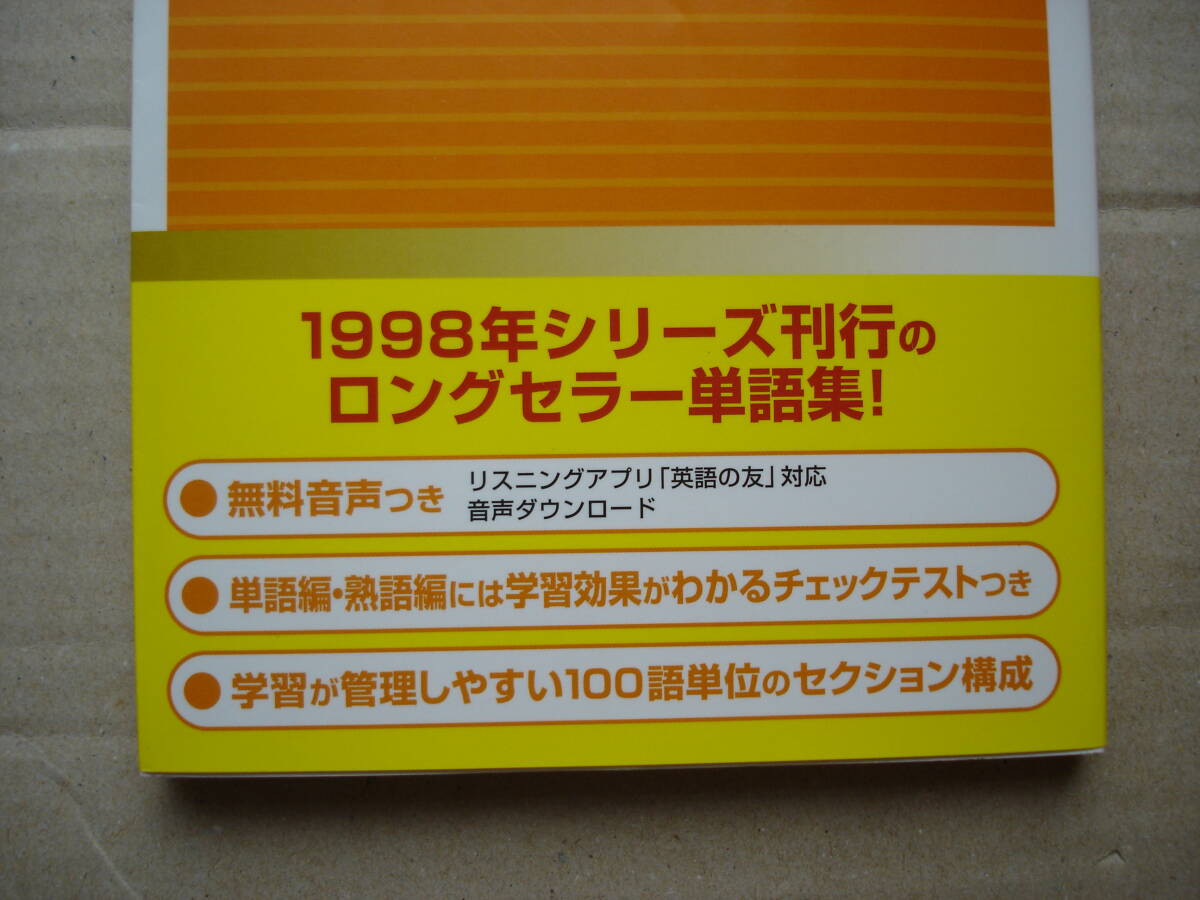 1998年シリーズ刊行の
ロングセラー単語集!
●無料音声つき リスニングアプリ「英語の友」対応
音声ダウンロード
●単語編・熟語編には学習効果がわかるチェックテストつき
●学習が管理しやすい100語単位のセクション構成